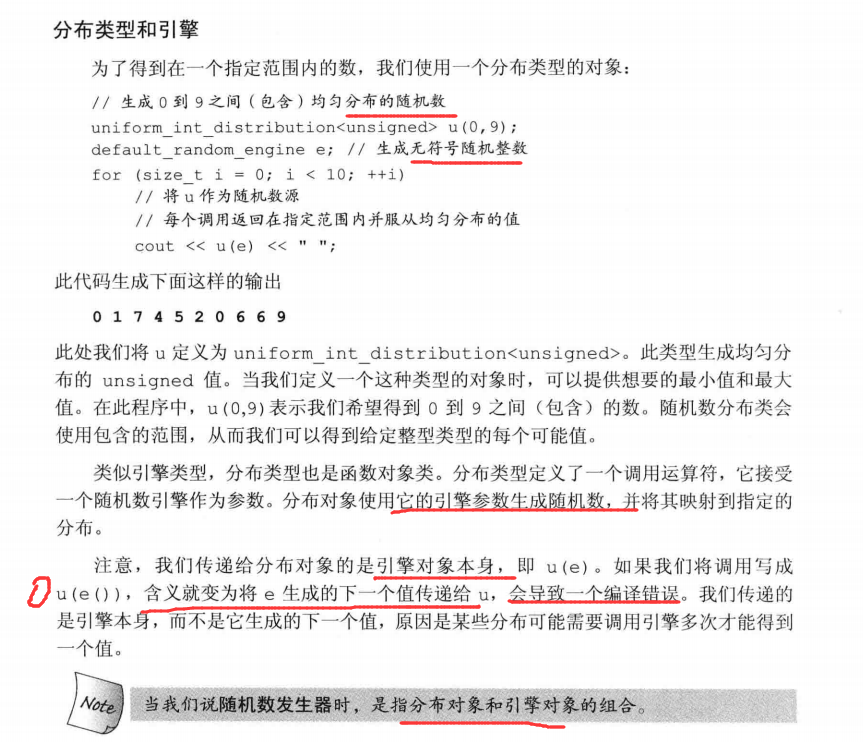 分布类型和引擎
为了得到在一个指定范围内的数，我们使用一个分布类型的对象：
// 生成 0 到 9 之间（包含）均匀分布的随机数
uniform_int_distribution<unsigned> u(0,9);
default_random_engine e; // 生成无符号随机整数
for (size_t i = 0; i < 10; ++i)
// 将 u 作为随机数源
// 每个调用返回在指定范围内并服从均匀分布的值
cout << u(e) << " ";
此代码生成下面这样的输出
0 1 7 4 5 2 0 6 6 9
此处我们将 u 定义为 uniform_int_distribution<unsigned>。此类型生成均匀分
布的 unsigned 值。当我们定义一个这种类型的对象时，可以提供想要的最小值和最大
值。在此程序中，u(0,9)表示我们希望得到 0 到 9 之间（包含）的数。随机数分布类会
使用包含的范围，从而我们可以得到给定整型类型的每个可能值。
类似引擎类型，分布类型也是函数对象类。分布类型定义了一个调用运算符，它接受
一个随机数引擎作为参数。分布对象使用它的引擎参数生成随机数，并将其映射到指定的
分布。
注意，我们传递给分布对象的是引擎对象本身，即 u(e)。如果我们将调用写成
u(e())，含义就变为将 e 生成的下一个值传递给 u，会导致一个编译错误。我们传递的
是引擎本身，而不是它生成的下一个值，原因是某些分布可能需要调用引擎多次才能得到
一个值。
Note 当我们说随机数发生器时，是指分布对象和引擎对象的组合。